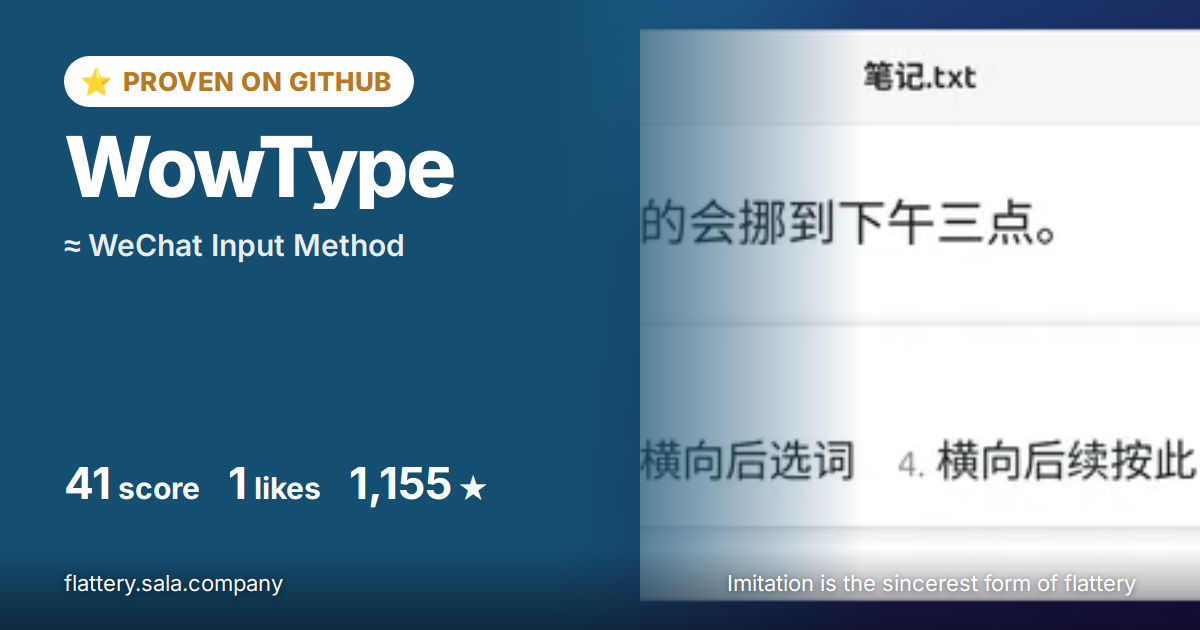 ⭐ PROVEN ON GITHUB
WowType
≈ WeChat Input Method
41 score 1 likes 1,155 ★
flattery.sala.company
笔记.txt
的会挪到下午三点。
横向后选词 4. 横向后续按此
Imitation is the sincerest form of flattery